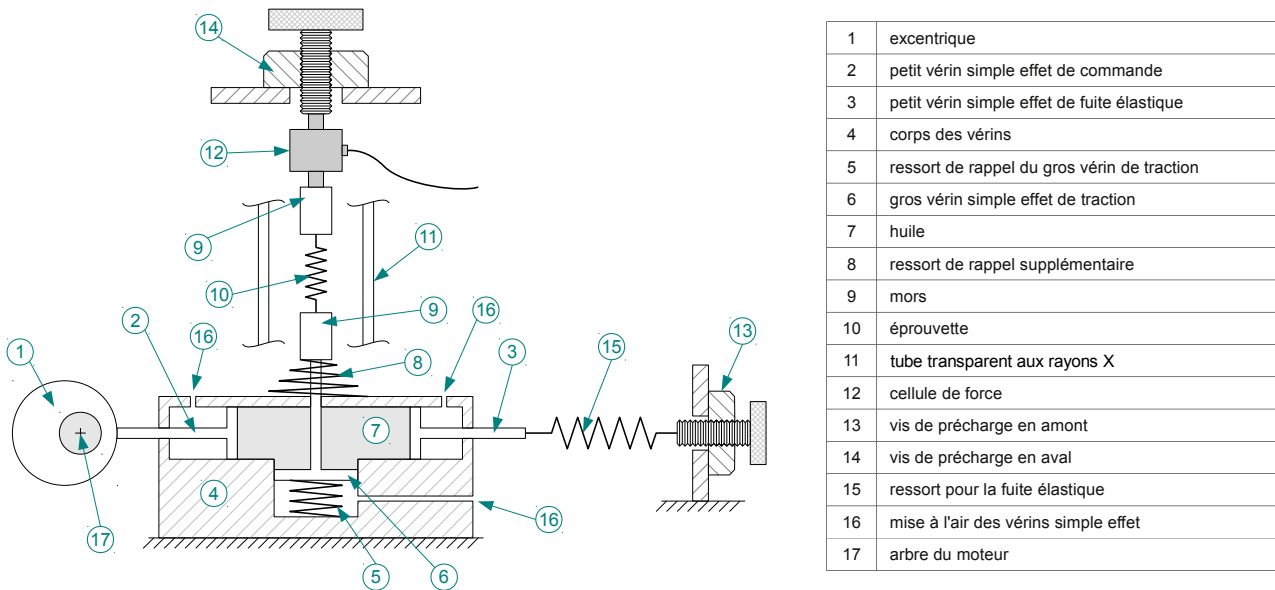 14
12
9
11
10
2
16
9
16
1
8
3
15
13
7
4
16
17
5
6
1 excentrique
2 petit vérin simple effet de commande
3 petit vérin simple effet de fuite élastique
4 corps des vérins
5 ressort de rappel du gros vérin de traction
6 gros vérin simple effet de traction
7 huile
8 ressort de rappel supplémentaire
9 mors
10 éprouvette
11 tube transparent aux rayons X
12 cellule de force
13 vis de précharge en amont
14 vis de précharge en aval
15 ressort pour la fuite élastique
16 mise à l'air des vérins simple effet
17 arbre du moteur